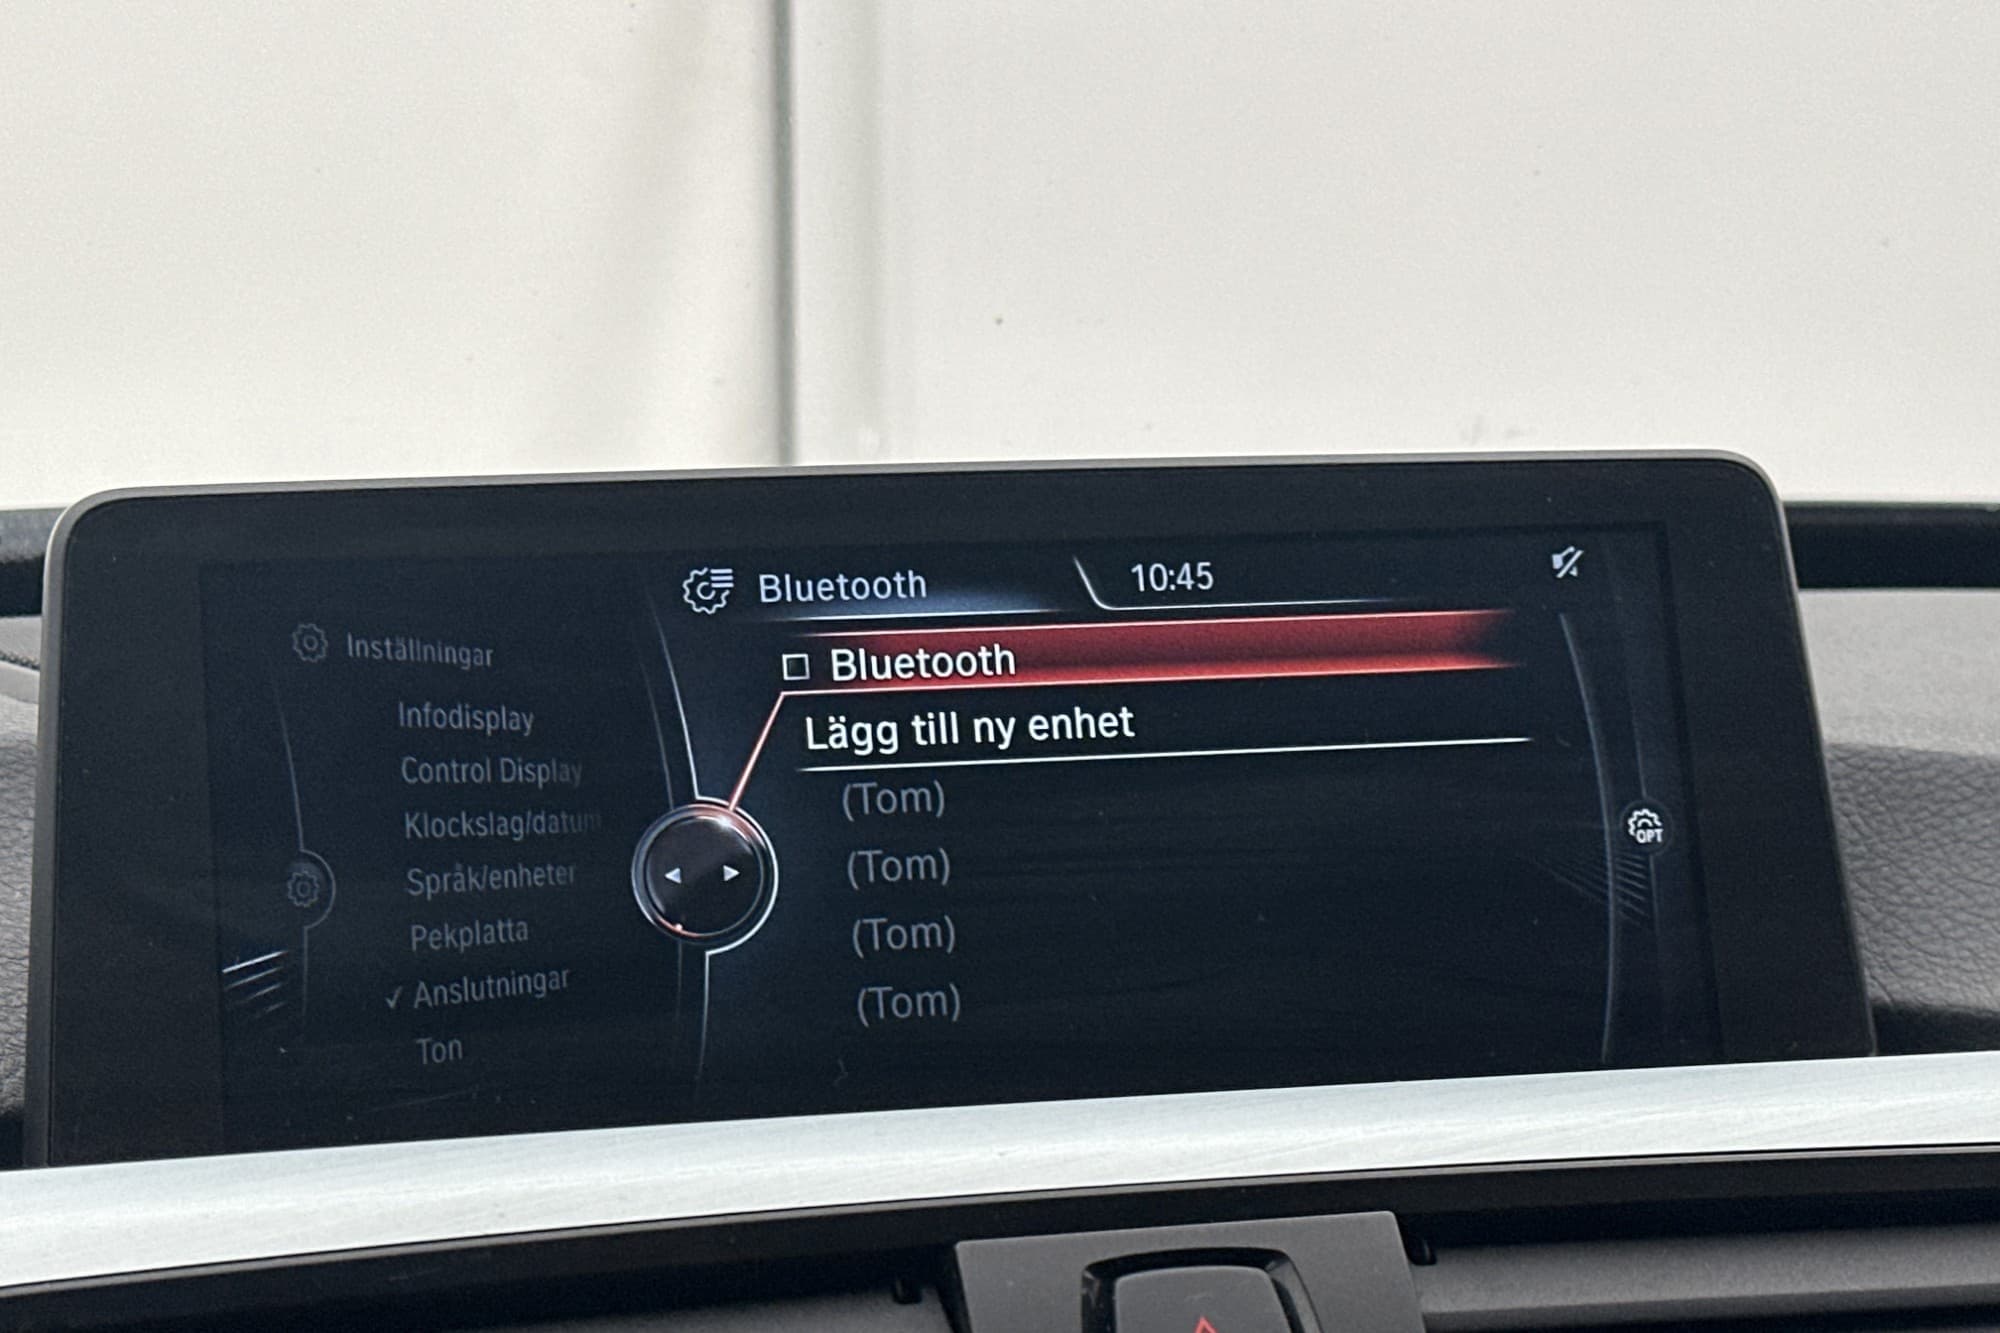 Bluetooth
10:45
Inställningar
Infodisplay
Control Display
Klockslag/datum
Språk/enheter
Pekplatta
✓ Anslutningar
Ton
Bluetooth
Lägg till ny enhet
(Tom)
(Tom)
(Tom)
(Tom)
OPT